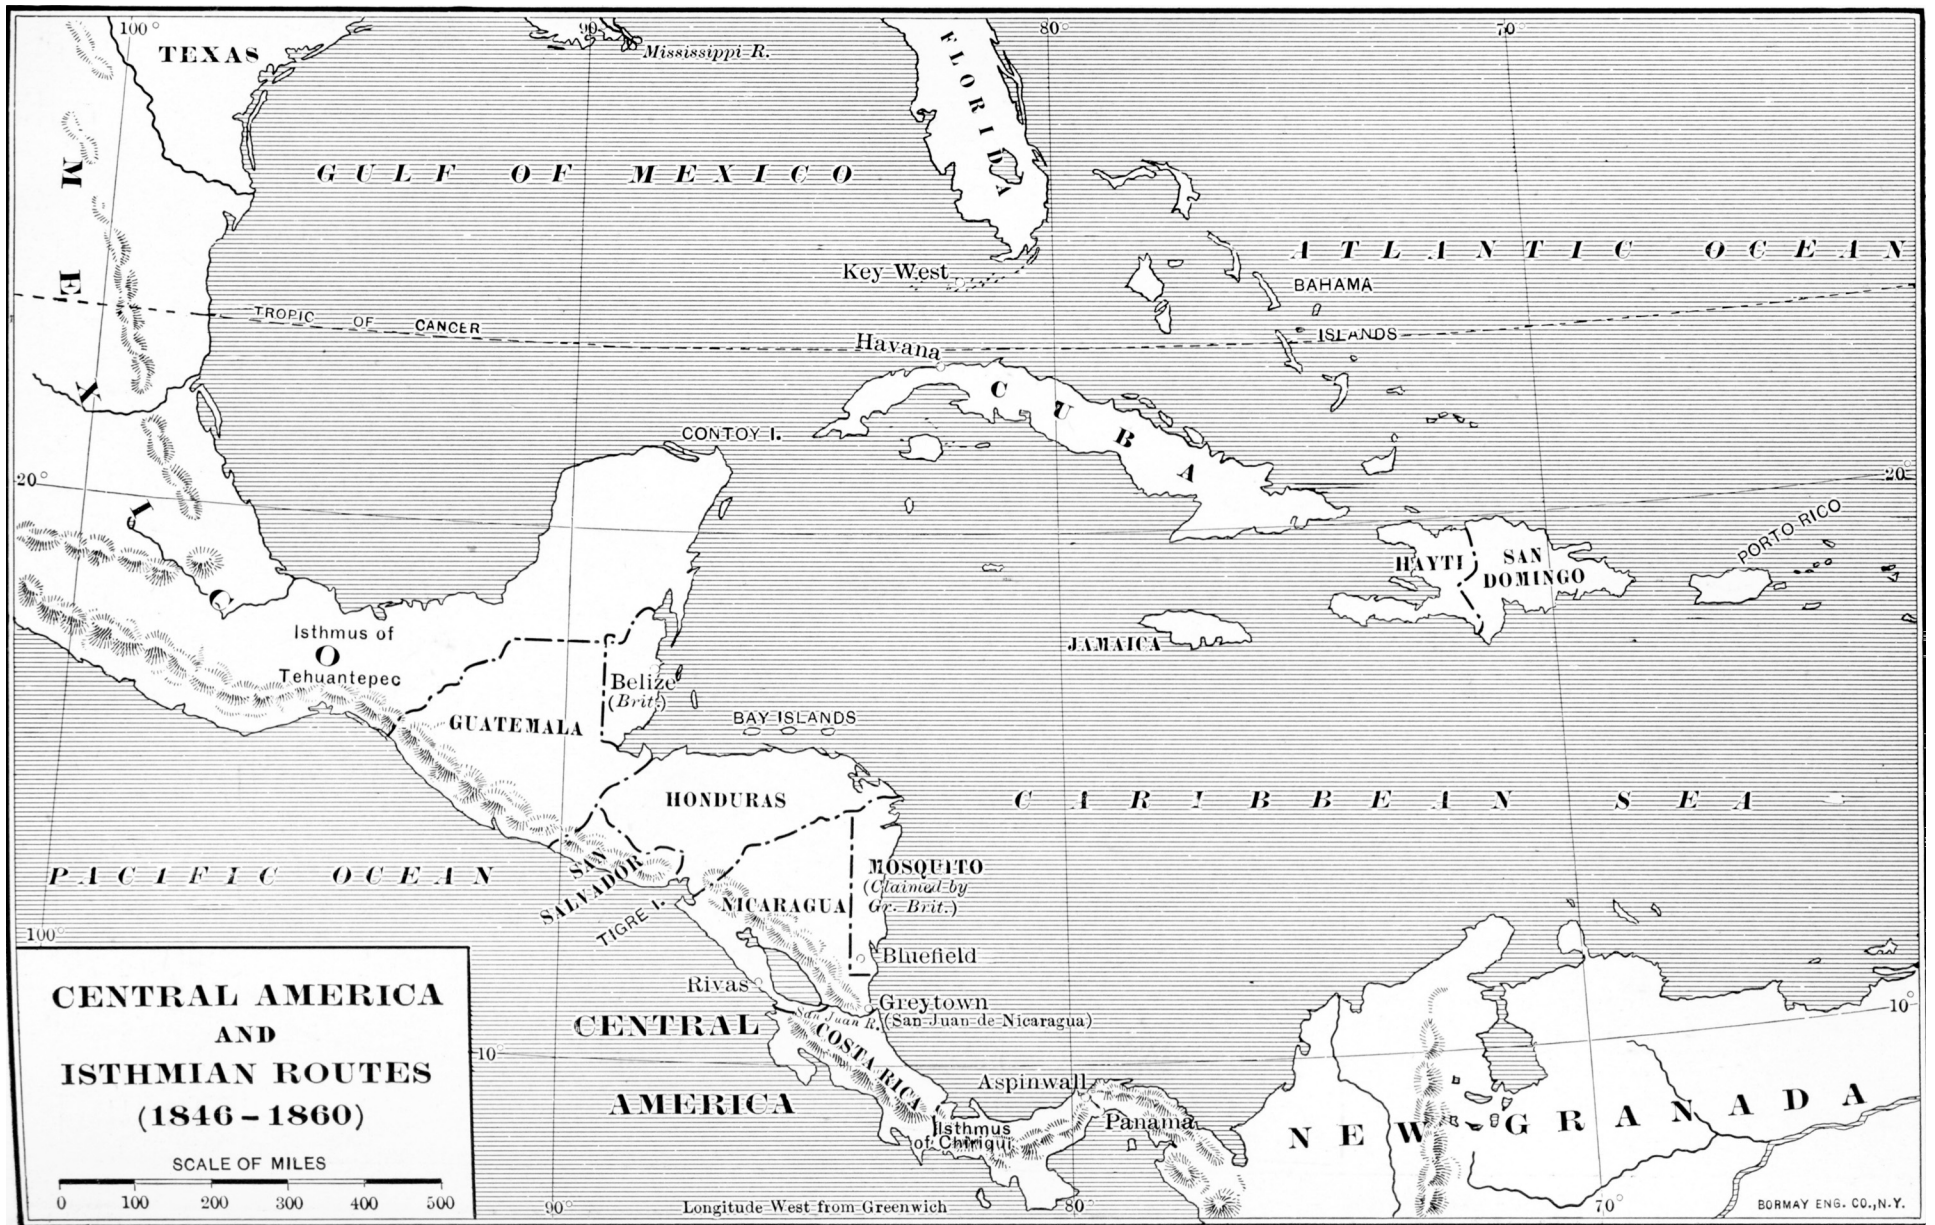 100°
90°
80°
70°
TEXAS
Mississippi R.
FLORIDA
MEXICO
GULF OF MEXICO
ATLANTIC OCEAN
Key West
BAHAMA
ISLANDS
TROPIC OF CANCER
Havana
CUBA
CONTOY I.
20°
20°
PORTO RICO
HAYTI
SAN
DOMINGO
JAMAICA
Isthmus of
Tehuantepec
Belize
(Brit.)
GUATEMALA
BAY ISLANDS
HONDURAS
CARIBBEAN SEA
PACIFIC OCEAN
SAN
SALVADOR
MOSQUITO
(Claimed by
Gr. Brit.)
NICARAGUA
TIGRE I.
100°
Bluefield
Rivas
Greytown
(San Juan de Nicaragua)
San Juan R.
CENTRAL
AMERICA
COSTA RICA
10°
10°
Aspinwall
Panama
Isthmus
of Chiriqui
NEW GRANADA
CENTRAL AMERICA
AND
ISTHMIAN ROUTES
(1846–1860)
SCALE OF MILES
0 100 200 300 400 500
90°
Longitude West from Greenwich
80°
70°
BORMAY ENG. CO., N.Y.